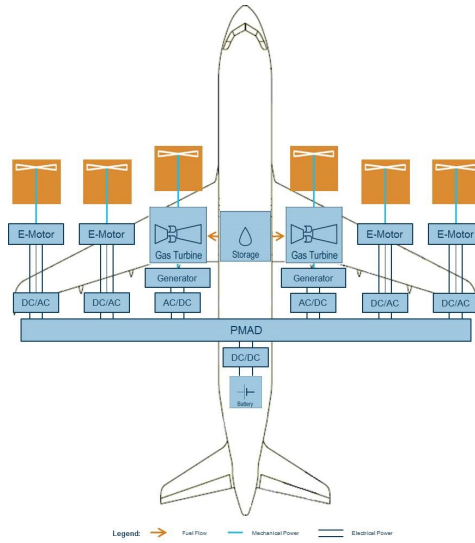 E-Motor
E-Motor
Gas Turbine
Storage
Gas Turbine
E-Motor
E-Motor
Generator
Generator
DC/AC
DC/AC
AC/DC
AC/DC
DC/AC
DC/AC
PMAD
DC/DC
Battery
Legend: Fuel Flow Mechanical Power Electrical Power